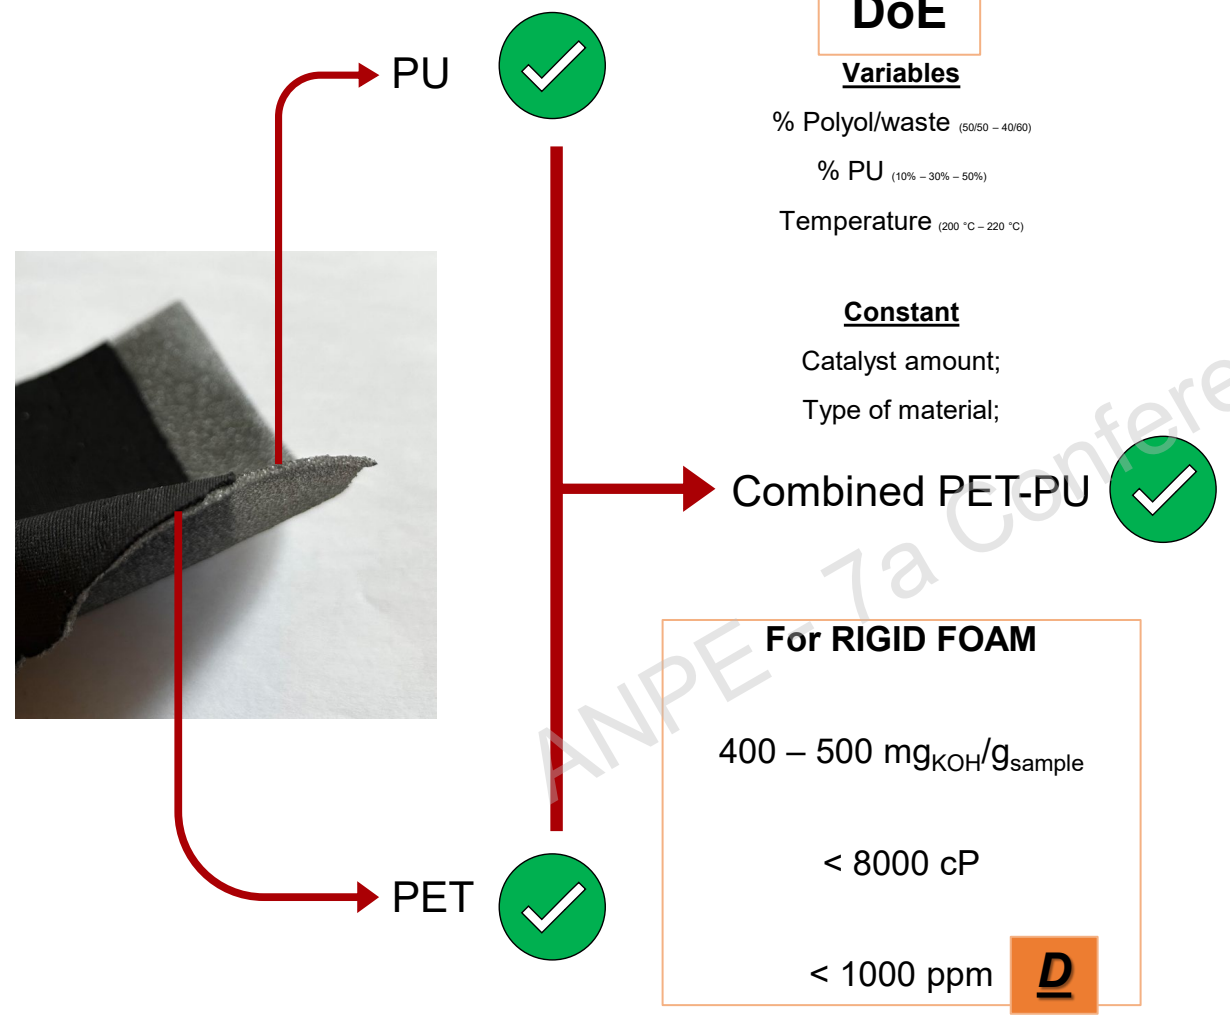 DoE
PU
Variables
% Polyol/waste (50/50 – 40/60)
% PU (10% – 30% – 50%)
Temperature (200 °C – 220 °C)
Constant
Catalyst amount;
Type of material;
Combined PET-PU
For RIGID FOAM
400 – 500 mgKOH/gsample
< 8000 cP
PET
< 1000 ppm
D
ANPE - 7a Confere